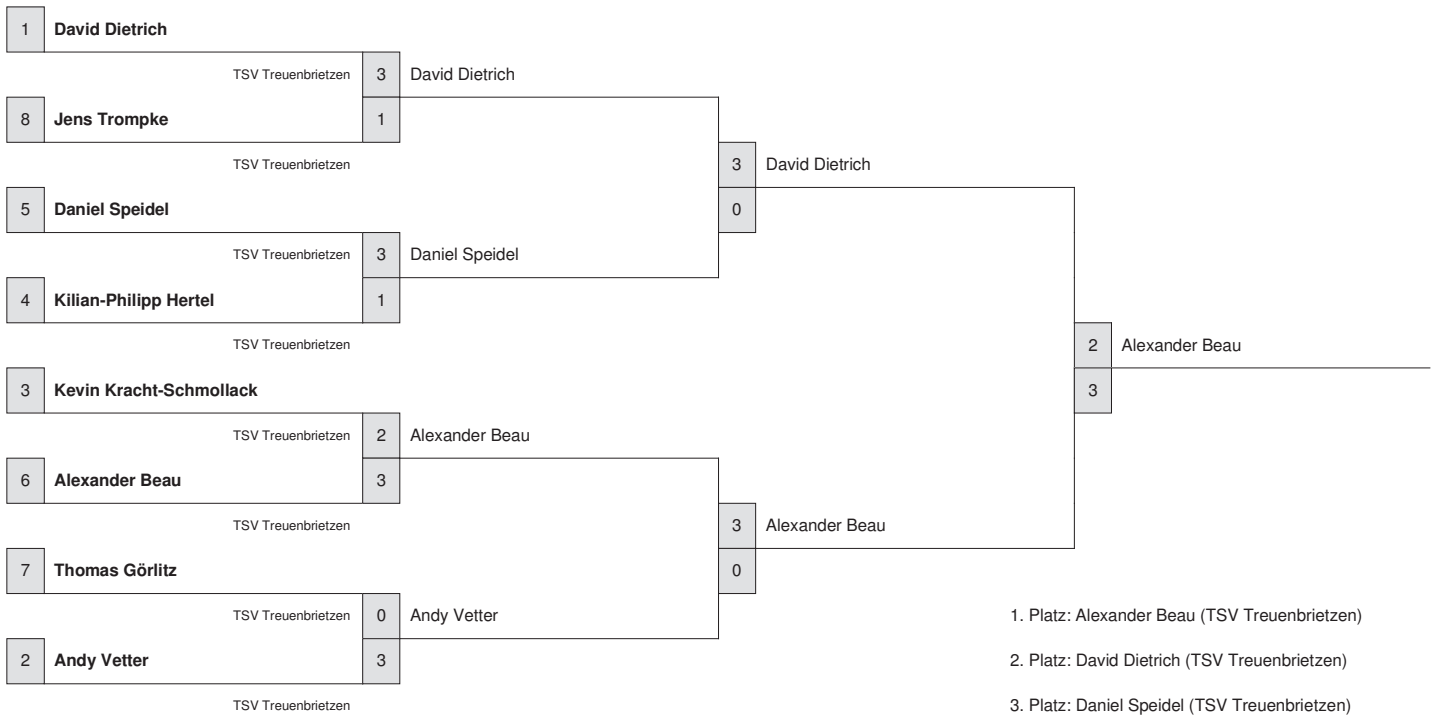 1 David Dietrich
TSV Treuenbrietzen 3 David Dietrich
8 Jens Trompke 1
TSV Treuenbrietzen 3 David Dietrich
5 Daniel Speidel 0
TSV Treuenbrietzen 3 Daniel Speidel
4 Kilian-Philipp Hertel 1
TSV Treuenbrietzen 2 Alexander Beau
3 Kevin Kracht-Schmollack 3
TSV Treuenbrietzen 2 Alexander Beau
6 Alexander Beau 3
TSV Treuenbrietzen 3 Alexander Beau
7 Thomas Görlitz 0
TSV Treuenbrietzen 0 Andy Vetter 1. Platz: Alexander Beau (TSV Treuenbrietzen)
2 Andy Vetter 3 2. Platz: David Dietrich (TSV Treuenbrietzen)
TSV Treuenbrietzen 3. Platz: Daniel Speidel (TSV Treuenbrietzen)